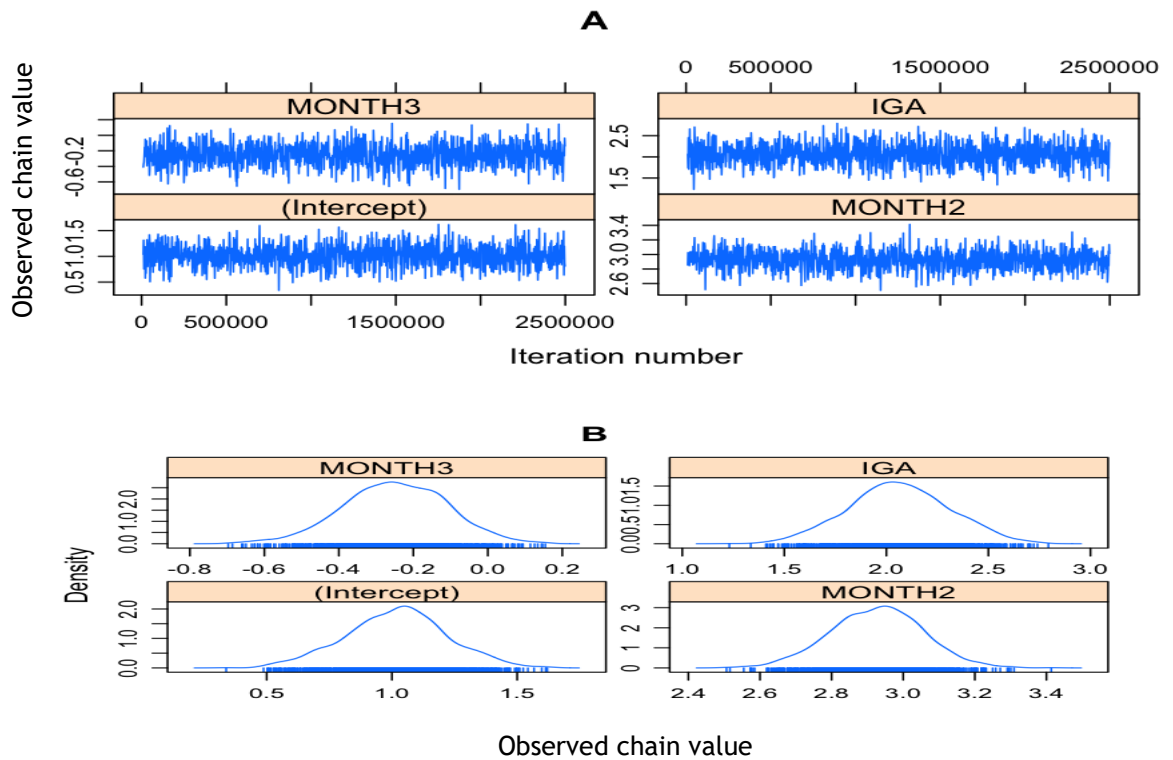 A
0 500000 1500000 2500000
MONTH3 IGA
-0.6-0.2 1.5 2.5
(Intercept) MONTH2
0.51.01.5 2.6 3.0 3.4
0 500000 1500000 2500000
Observed chain value
Iteration number
B
MONTH3 IGA
0.01.02.0 0.00.51.01.5
-0.8 -0.6 -0.4 -0.2 0.0 0.2 1.0 1.5 2.0 2.5 3.0
(Intercept) MONTH2
0.0 1.0 2.0 0 1 2 3
0.5 1.0 1.5 2.4 2.6 2.8 3.0 3.2 3.4
Density
Observed chain value